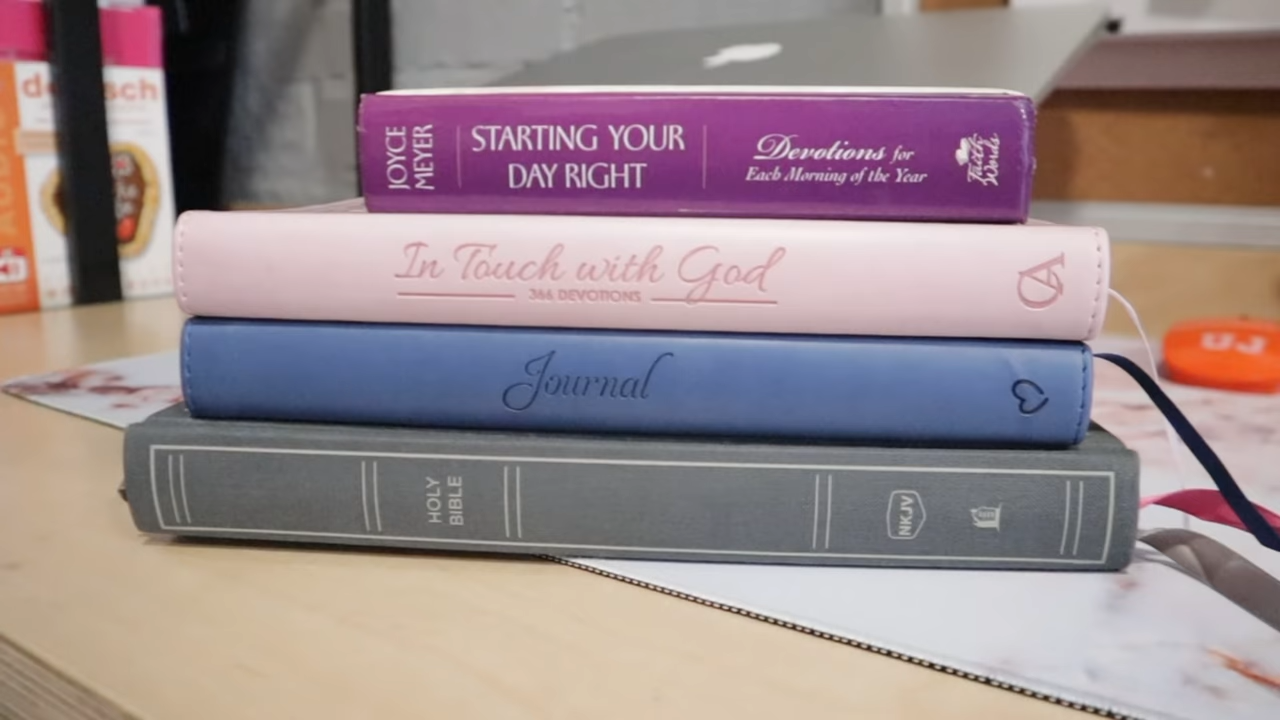 JOYCE
MEYER
STARTING YOUR
DAY RIGHT
Devotions for
Each Morning of the Year
Faith
Words
In Touch with God
366 DEVOTIONS
CA
Journal
HOLY
BIBLE
NKJV